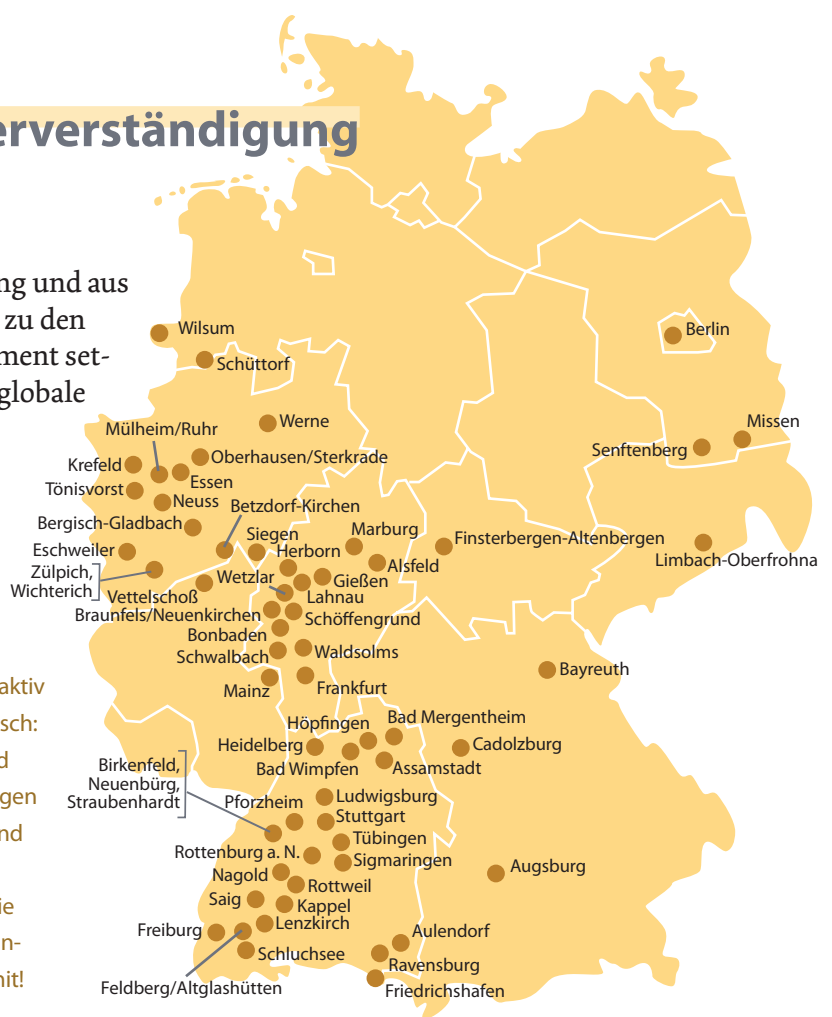 erverständigung
ng und aus
zu den
ment set-
globale
Wilsum
Schüttorf
Berlin
Werne
Missen
Mülheim/Ruhr
Senftenberg
Oberhausen/Sterkrade
Krefeld
Essen
Tönisvorst
Neuss
Betzdorf-Kirchen
Bergisch-Gladbach
Siegen
Marburg
Finsterbergen-Altenbergen
Eschweiler
Herborn
Limbach-Oberfrohna
Alsfeld
Zülpich,
Wichterich
Wetzlar
Gießen
Vettelschoß
Lahnau
Braunfels/Neuenkirchen
Schöffengrund
Bonbaden
Schwalbach
Waldsolms
Bayreuth
Mainz
Frankfurt
aktiv
sch:
d
gen
nd
ie
n-
nit!
Höpfingen
Bad Mergentheim
Heidelberg
Cadolzburg
Bad Wimpfen
Assamstadt
Birkenfeld,
Neuenbürg,
Straubenhardt
Pforzheim
Ludwigsburg
Stuttgart
Tübingen
Rottenburg a. N.
Sigmaringen
Augsburg
Nagold
Rottweil
Saig
Kappel
Lenzkirch
Freiburg
Aulendorf
Schluchsee
Ravensburg
Feldberg/Altglashütten
Friedrichshafen